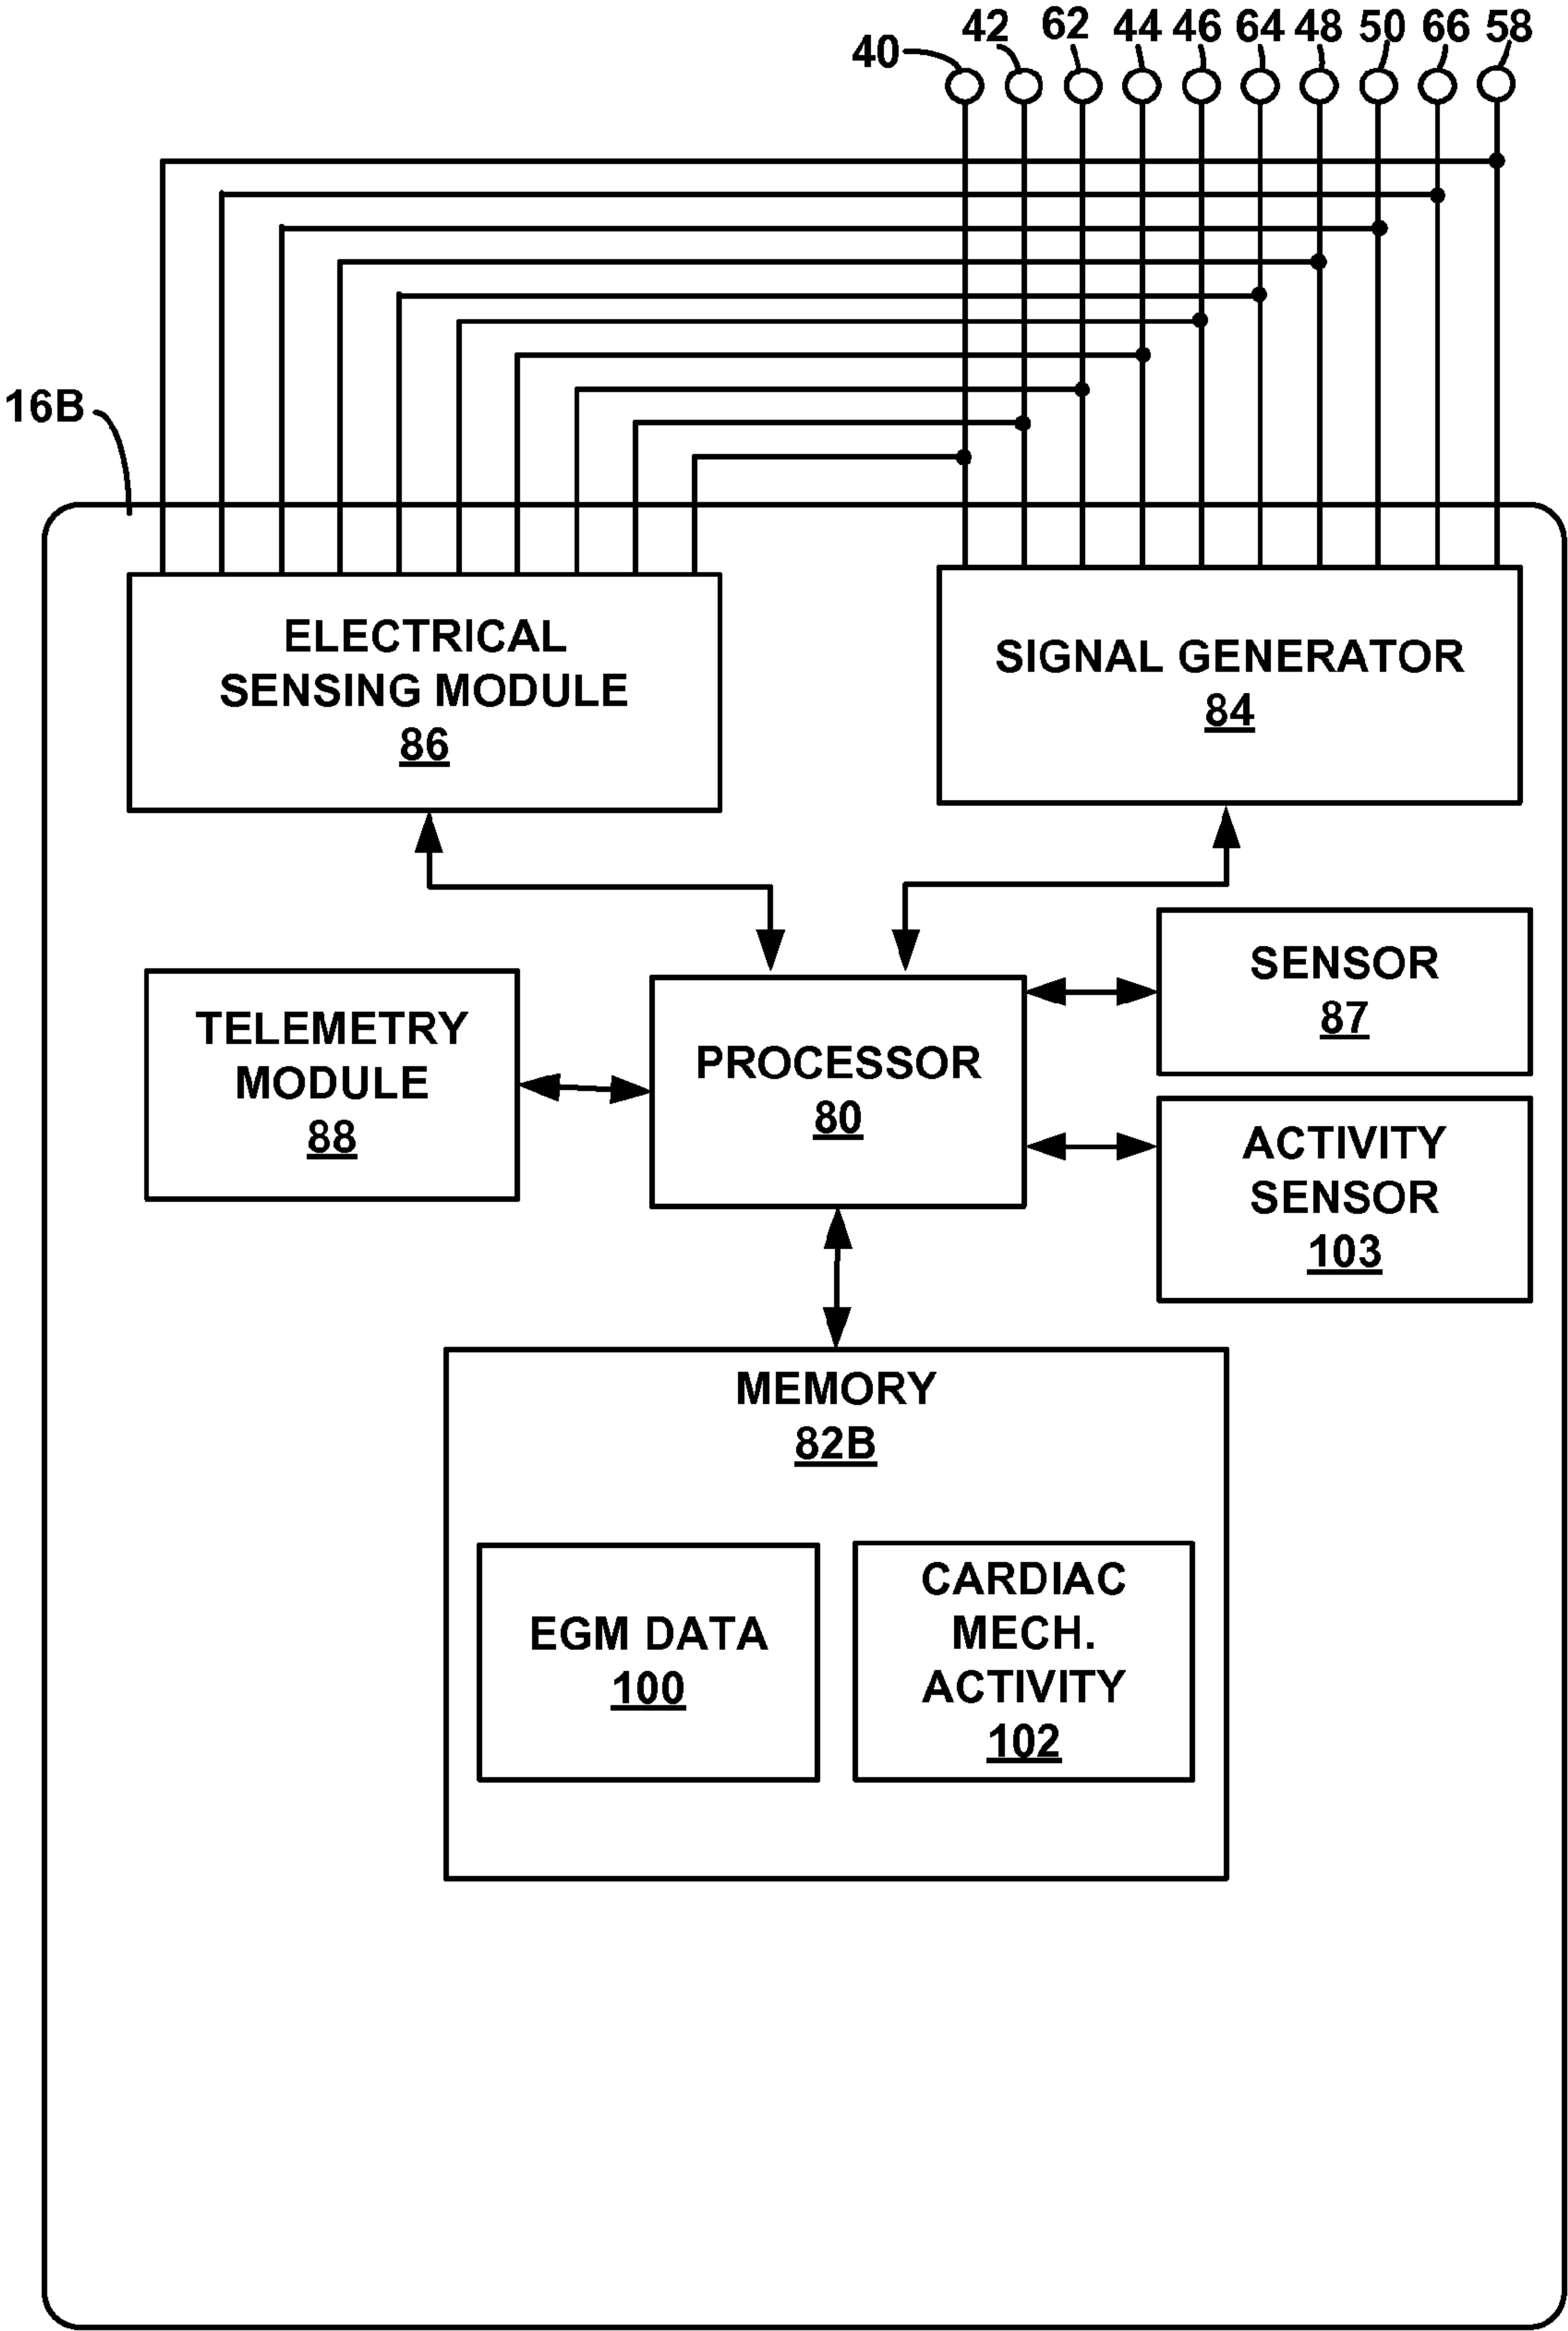 40 42 62 44 46 64 48 50 66 58
16B
ELECTRICAL
SENSING MODULE
86
SIGNAL GENERATOR
84
SENSOR
87
TELEMETRY
MODULE
88
PROCESSOR
80
ACTIVITY
SENSOR
103
MEMORY
82B
EGM DATA
100
CARDIAC
MECH.
ACTIVITY
102